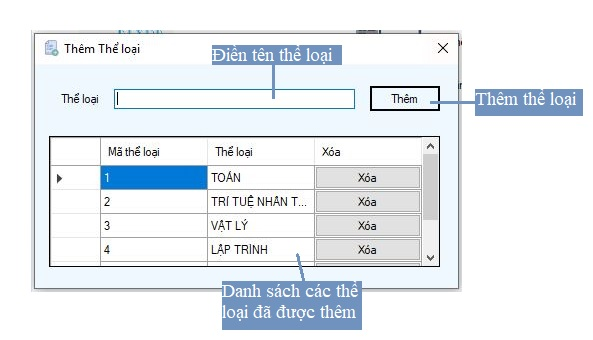 Thêm Thể loại
Điền tên thể loại
Thể loại
Thêm
Thêm thể loại
Mã thể loại Thể loại Xóa
1 TOÁN Xóa
2 TRÍ TUỆ NHÂN T... Xóa
3 VẬT LÝ Xóa
4 LẬP TRÌNH Xóa
Danh sách các thể
loại đã được thêm